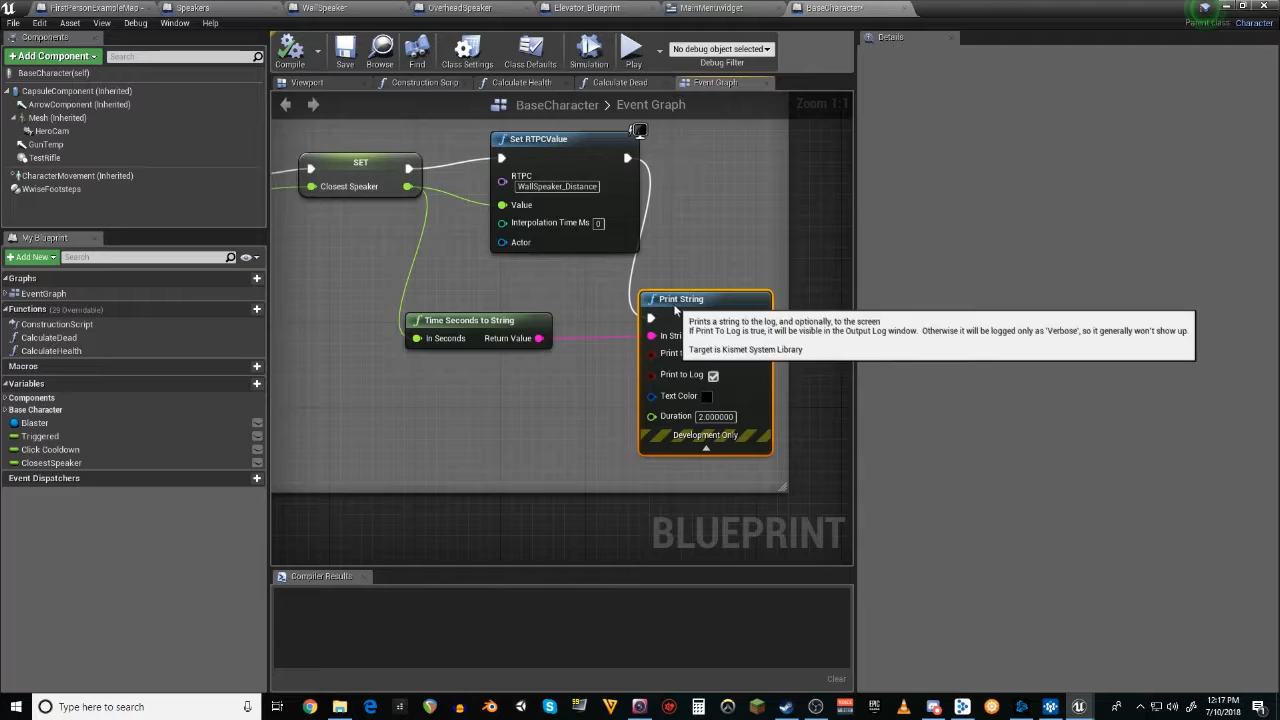 FirstPersonExampleMap
Speakers
WallSpeaker
OverheadSpeaker
Elevator_Blueprint
MainMenuwidget
BaseCharacter
File
Edit
Asset
View
Debug
Window
Help
Parent class: Character
Components
Details
+ Add Component
Search
BaseCharacter(self)
CapsuleComponent (Inherited)
ArrowComponent (Inherited)
Mesh (Inherited)
HeroCam
GunTemp
TestRifle
CharacterMovement (Inherited)
WwiseFootsteps
Compile
Save
Browse
Find
Class Settings
Class Defaults
Simulation
Play
No debug object selected
Debug Filter
Viewport
Construction Scrip
Calculate Health
Calculate Dead
Event Graph
BaseCharacter > Event Graph
Zoom 1:1
My Blueprint
+ Add New
Search
Graphs
EventGraph
Functions (29 Overridable)
ConstructionScript
CalculateDead
CalculateHealth
Macros
Variables
Components
Base Character
Blaster
Triggered
Click Cooldown
ClosestSpeaker
Event Dispatchers
SET
Closest Speaker
Set RTPCValue
RTPC
WallSpeaker_Distance
Value
Interpolation Time Ms 0
Actor
Time Seconds to String
In Seconds
Return Value
Print String
In Stri
Print t
Print to Log
Text Color
Duration 2.000000
Development Only
Prints a string to the log, and optionally, to the screen
If Print To Log is true, it will be visible in the Output Log window. Otherwise it will be logged only as 'Verbose', so it generally won't show up.
Target is Kismet System Library
BLUEPRINT
Compiler Results
Clear
Type here to search
12:17 PM
7/10/2018